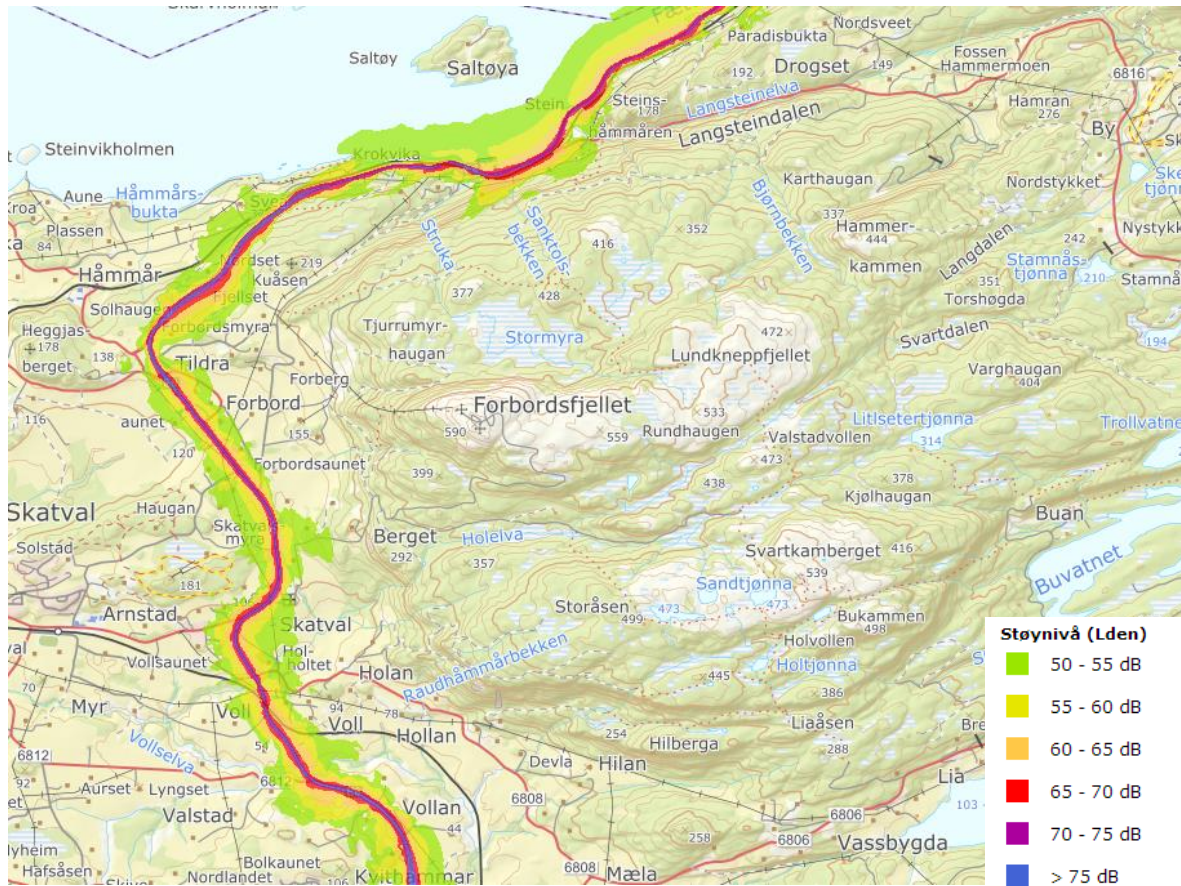 Saltøy
Saltøya
Paradisbukta
Nordsveet
192
Drogset
149
Fossen
Hammermoen
6816
Stein
Steins-
178
håmmåren
Langsteinelva
Langsteindalen
Hamran
276
By
Steinvikholmen
Krokvika
Aune
Håmmårs-
bukta
Plassen
84
Håmmår
Nordset
219
Kuåsen
Fjellset
Struka
Sanktols-
bekken
416
352
Bjørnbekken
Karthaugan
337
Hammer-
444
kammen
Nordstykket
Langdalen
242
Stamnås-
tjønna
210
351
Torshøgda
Solhaugen
Forbordsmyra
377
428
Tjurrumyr-
haugan
Stormyra
472
Lundkneppfjellet
Svartdalen
194
Heggjas-
178
berget
138
Tildra
Forberg
Forbord
Varghaugan
404
116
aunet
155
120
Forbordsaunet
Forbordsfjellet
590
559
533
Rundhaugen
Valstadvollen
Litlsetertjønna
314
473
399
438
378
Kjølhaugan
Skatval
Haugan
Solstad
181
Berget
292
Holelva
357
Svartkamberget
416
539
Buan
Buvatnet
Arnstad
Skatval
Storåsen
499
Sandtjønna
473
473
Bukammen
498
Holvollen
Holtjønna
445
386
Vollsaunet
Hol-
holtet
Holan
Raudhåmmårbekken
70
Myr
Voll
94
Voll
78
Hollan
254
Hilberga
Liaåsen
288
6812
Vollselva
54
6812
92
Aurset
Lyngset
Valstad
Vollan
44
Devla
Hilan
6808
258
6806
6806
6806
Lia
103
Vassbygda
Bolkaunet
Nordlandet
106
Hafsåsen
Kvithammar
6808
Mæla
Støynivå (Lden)
50 - 55 dB
55 - 60 dB
60 - 65 dB
65 - 70 dB
70 - 75 dB
> 75 dB